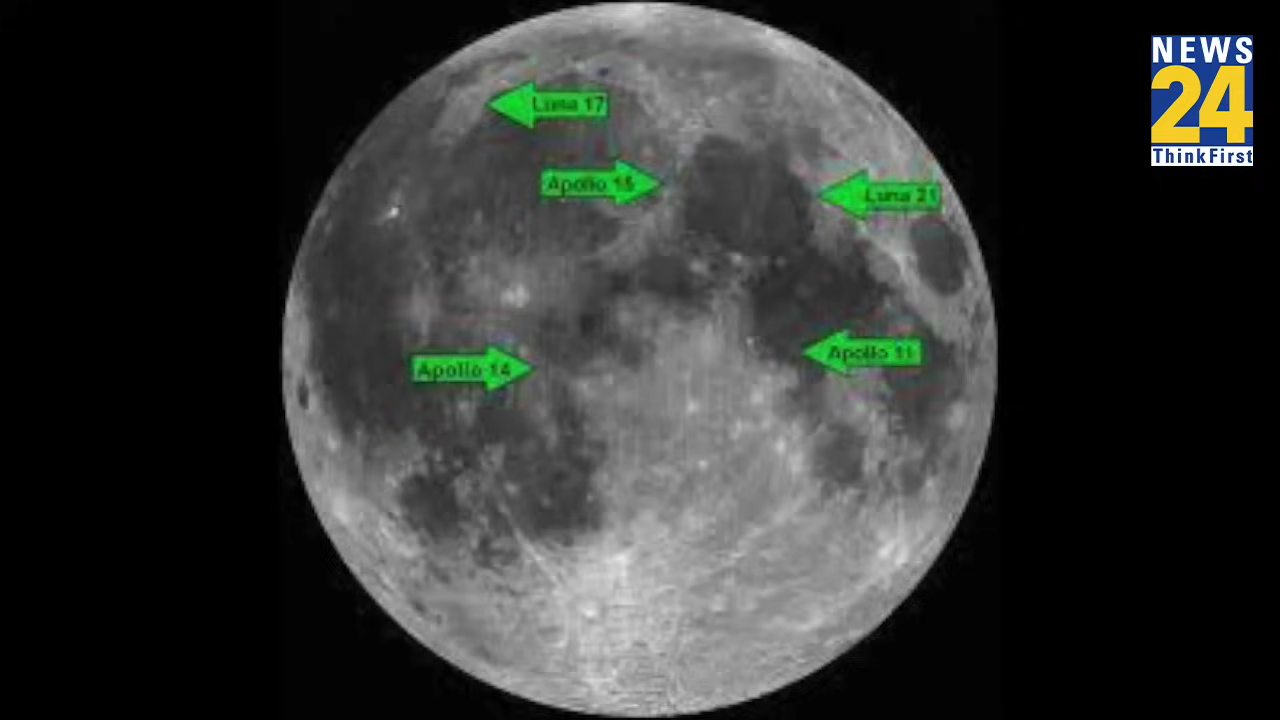 NEWS
24
ThinkFirst
Luna 17
Apollo 15
Luna 21
Apollo 11
Apollo 14